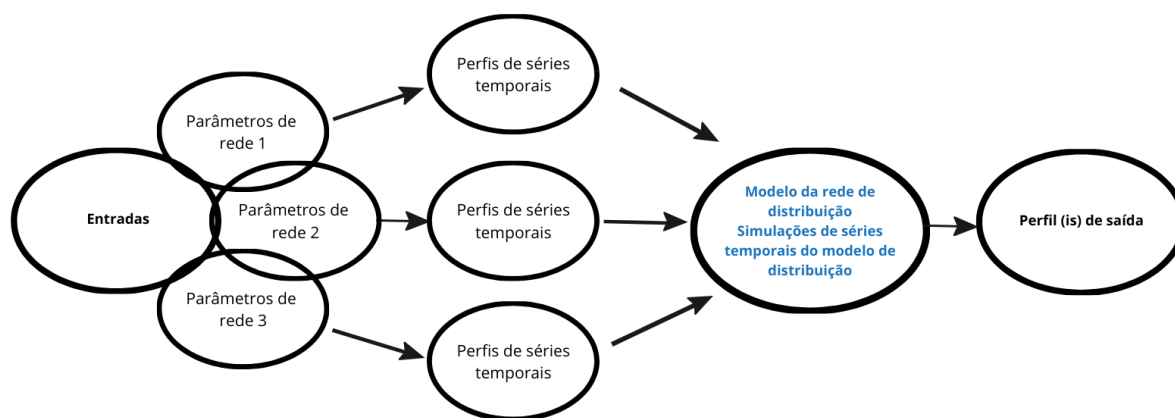 Entradas
Parâmetros de
rede 1
Parâmetros de
rede 2
Parâmetros de
rede 3
Perfis de séries
temporais
Perfis de séries
temporais
Perfis de séries
temporais
Modelo da rede de
distribuição
Simulações de séries
temporais do modelo de
distribuição
Perfil (is) de saída